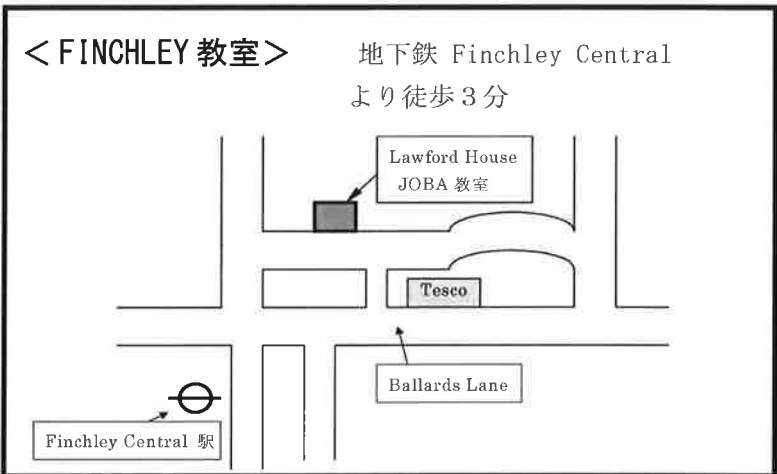 ＜FINCHLEY 教室＞
地下鉄 Finchley Central
より徒歩３分
Lawford House
JOBA 教室
Tesco
Ballards Lane
Finchley Central 駅